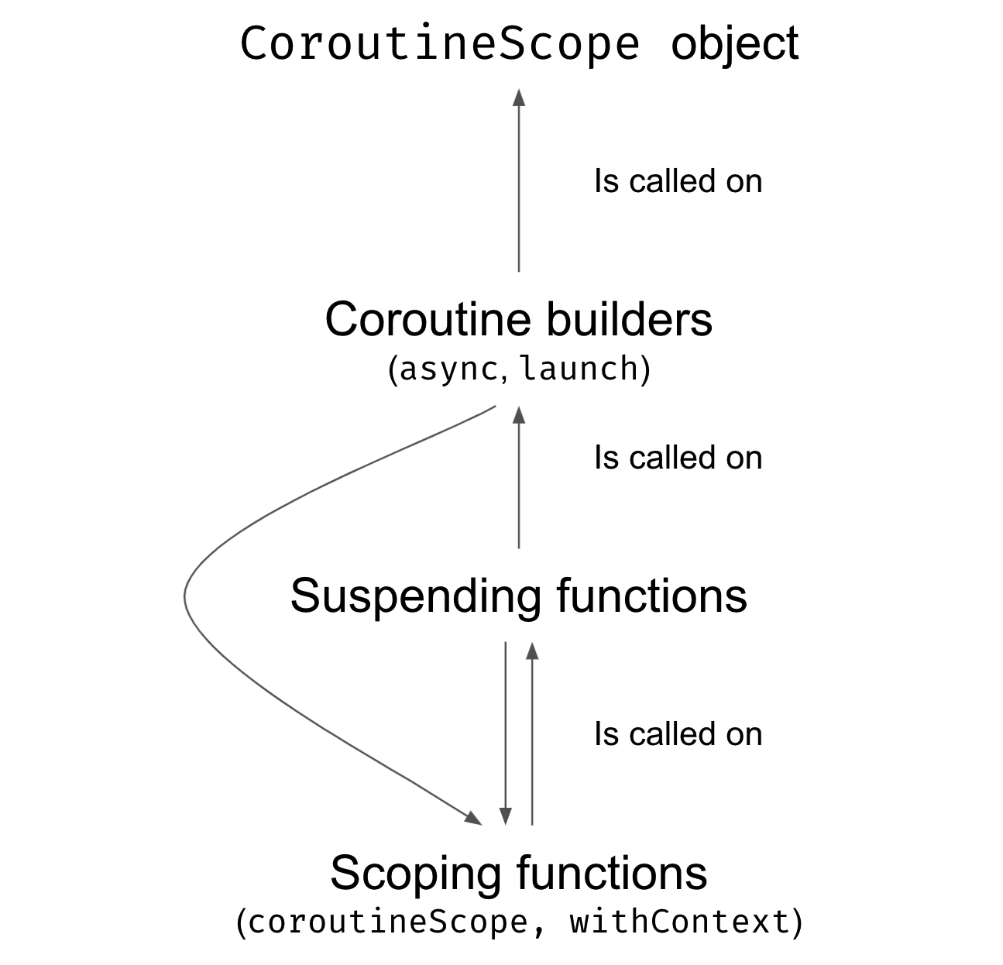 CoroutineScope object
Is called on
Coroutine builders
(async, launch)
Is called on
Suspending functions
Is called on
Scoping functions
(coroutineScope, withContext)